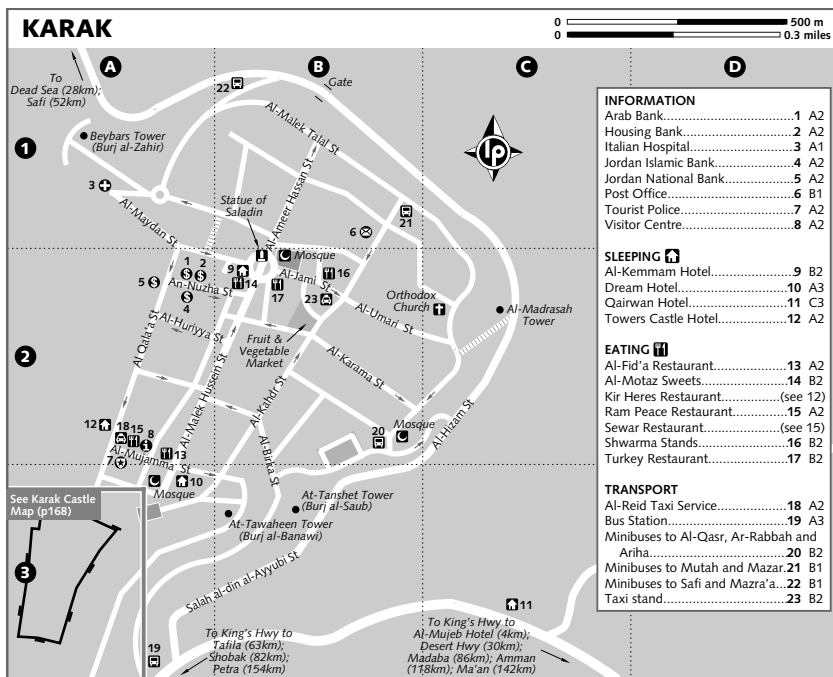 KARAK
0 500 m
0 0.3 miles
A
B
C
D
To
Dead Sea (28km);
Safi (52km)
22
Gate
Al-Malek Talal St
Beybars Tower
(Burj al-Zahir)
1
3
Statue of
Saladin
Al-Ameer Hassan St
lp
21
6
Al-Maydan St
Mosque
1 2
9
16
5
An-Nuzha St
14
Al-Jami St
17
23
4
Orthodox
Church
Al-Madrasah
Tower
Al-Umari St
Al Qala'a St
Al-Huriyya St
2
Fruit &
Vegetable
Market
Al-Karama St
Al-Malek Hussein St
Al-Kahdr St
12
18 15 8
20
Mosque
Al-Hizam St
Al-Birka St
13
7
Al-Mujamma St
Mosque
10
See Karak Castle
Map (p168)
At-Tanshet Tower
(Burj al-Saub)
At-Tawaheen Tower
(Burj al-Banawi)
3
Salah al-din al-Ayyubi St
11
19
To King's Hwy to
Tafila (63km);
Shobak (82km);
Petra (154km)
To King's Hwy to
Al-Mujeb Hotel (4km);
Desert Hwy (30km);
Madaba (86km); Amman
(118km); Ma'an (142km)
INFORMATION
Arab Bank.................................1 A2
Housing Bank...........................2 A2
Italian Hospital.........................3 A1
Jordan Islamic Bank..................4 A2
Jordan National Bank................5 A2
Post Office................................6 B1
Tourist Police............................7 A2
Visitor Centre...........................8 A2
SLEEPING
Al-Kemmam Hotel....................9 B2
Dream Hotel...........................10 A3
Qairwan Hotel........................11 C3
Towers Castle Hotel................12 A2
EATING
Al-Fid'a Restaurant.................13 A2
Al-Motaz Sweets....................14 B2
Kir Heres Restaurant..............(see 12)
Ram Peace Restaurant............15 A2
Sewar Restaurant...................(see 15)
Shwarma Stands.....................16 B2
Turkey Restaurant...................17 B2
TRANSPORT
Al-Reid Taxi Service................18 A2
Bus Station.............................19 A3
Minibuses to Al-Qasr, Ar-Rabbah and
Ariha...................................20 B2
Minibuses to Mutah and Mazar.21 B1
Minibuses to Safi and Mazra'a...22 B1
Taxi stand...............................23 B2